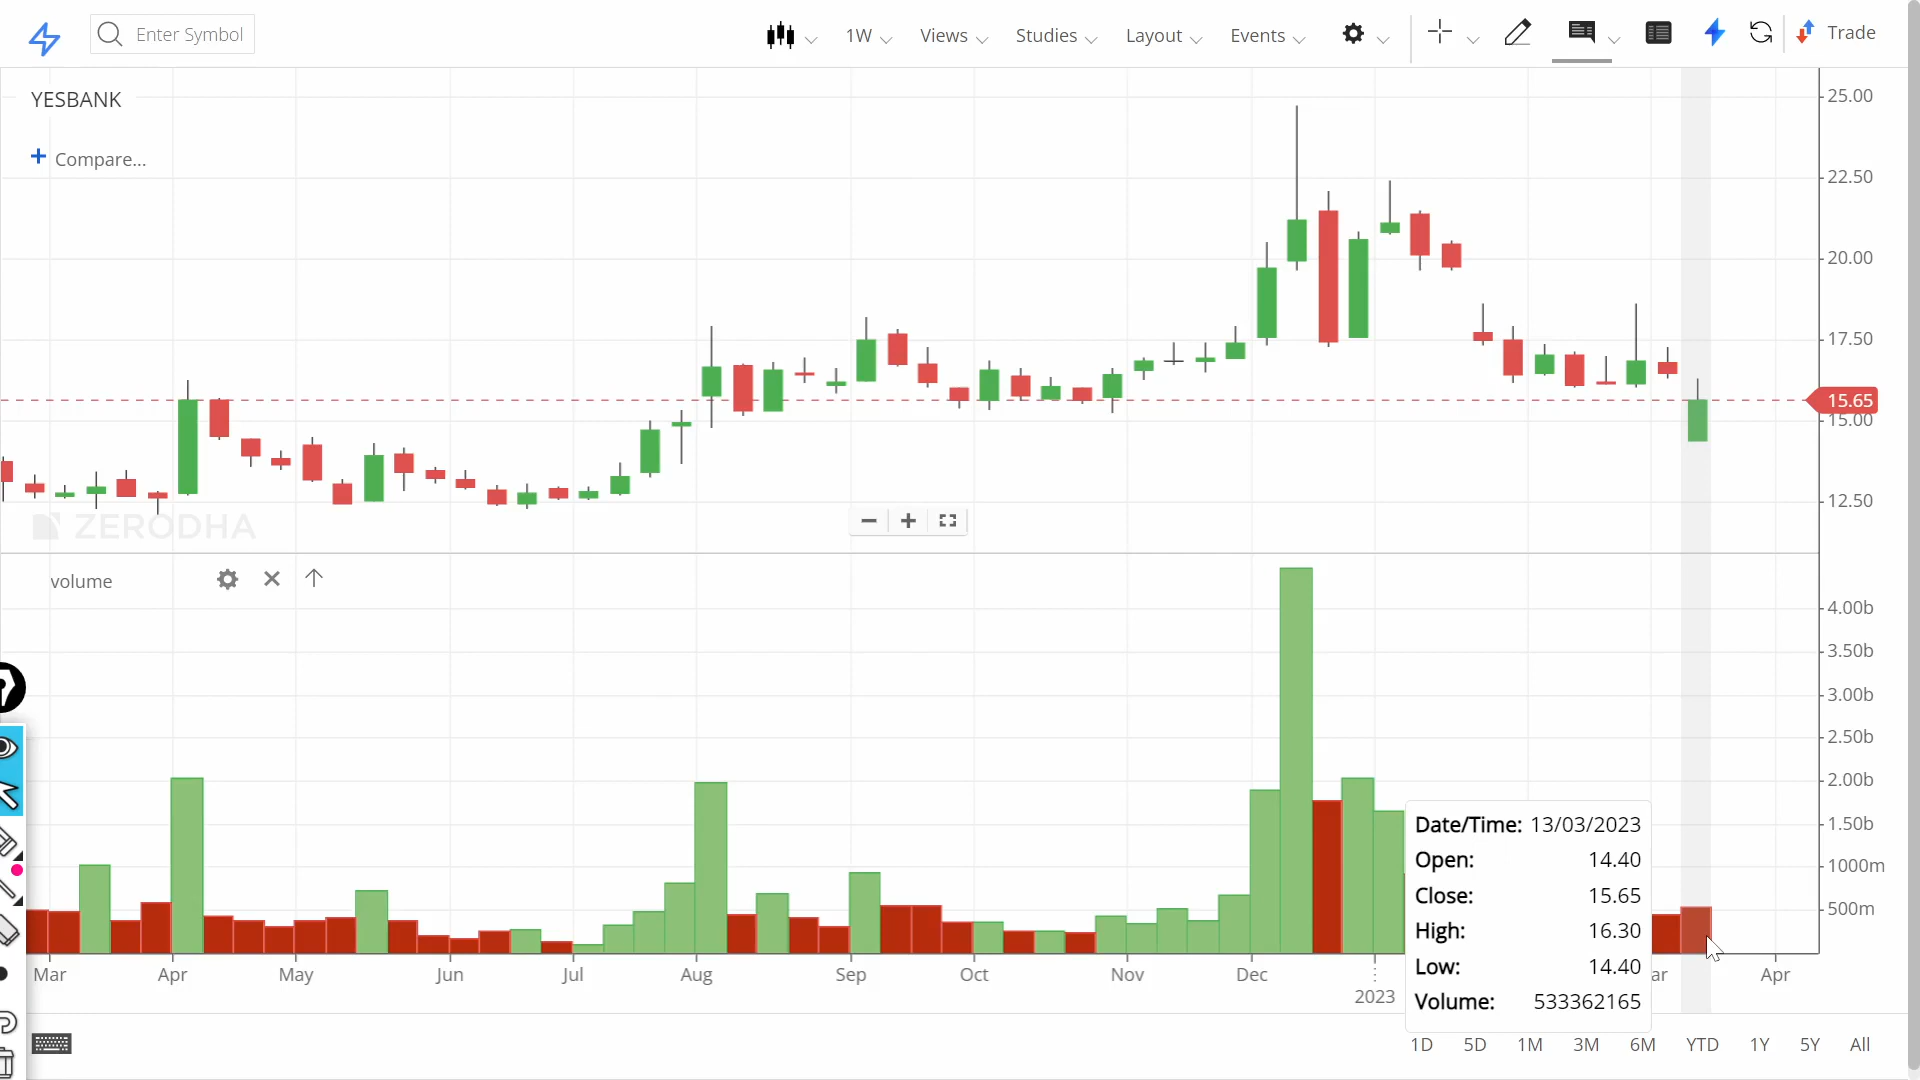 Enter Symbol
1W
Views
Studies
Layout
Events
Trade
YESBANK
Compare...
25.00
22.50
20.00
17.50
15.65
15.00
12.50
ZERODHA
volume
4.00b
3.50b
3.00b
2.50b
2.00b
1.50b
1000m
500m
Date/Time: 13/03/2023
Open: 14.40
Close: 15.65
High: 16.30
Low: 14.40
Volume: 533362165
Mar Apr May Jun Jul Aug Sep Oct Nov Dec ar Apr
2023
1D 5D 1M 3M 6M YTD 1Y 5Y All